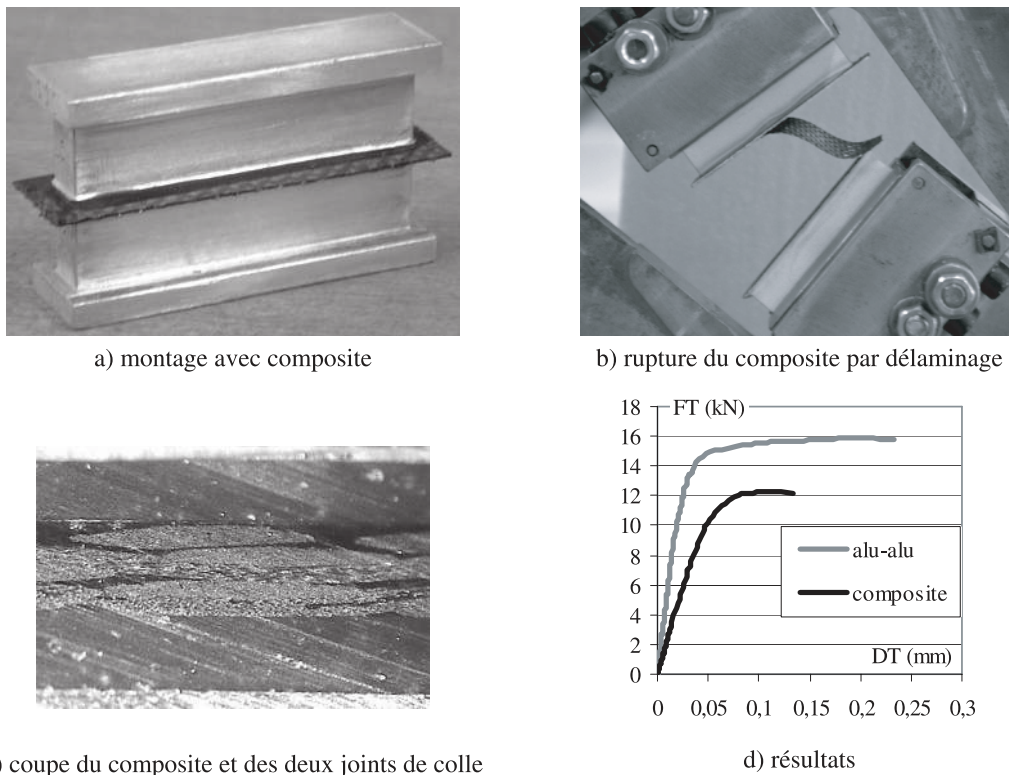 a) montage avec composite
b) rupture du composite par délaminage
) coupe du composite et des deux joints de colle
18
FT (kN)
16
14
12
10
8
alu-alu
6
composite
4
2
DT (mm)
0
0 0,05 0,1 0,15 0,2 0,25 0,3
d) résultats